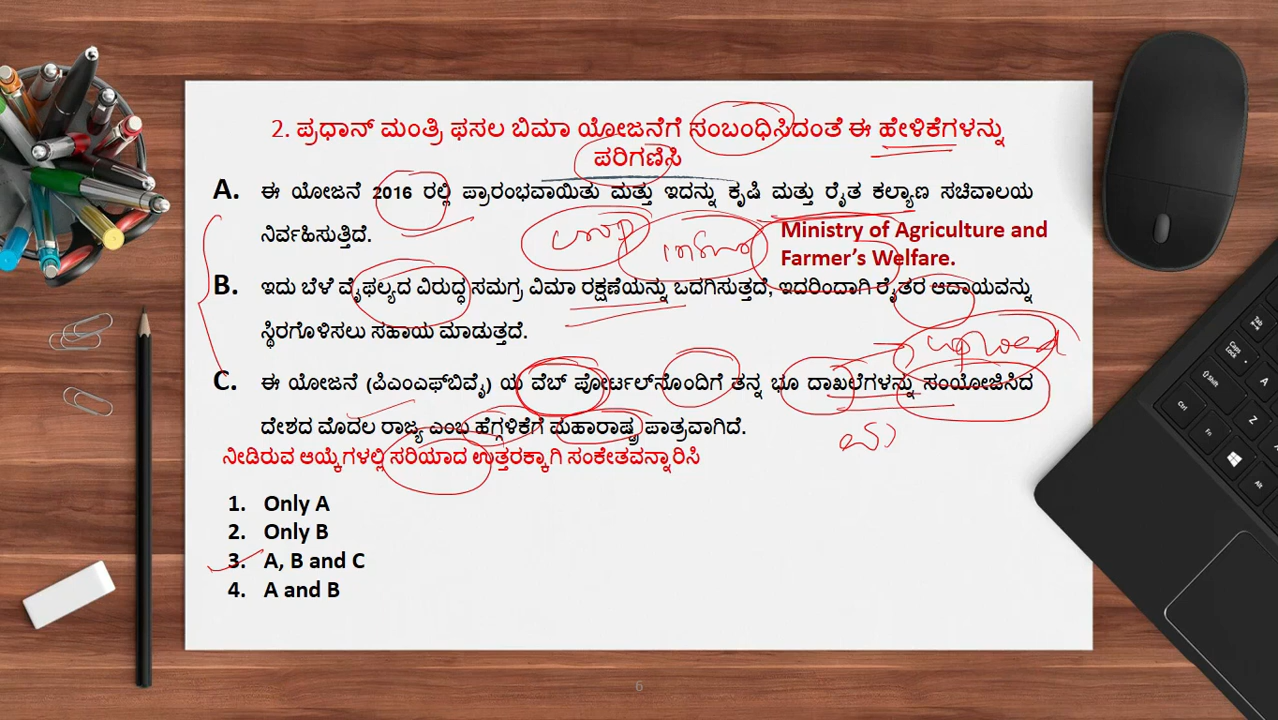 2. ಪ್ರಧಾನ್ ಮಂತ್ರಿ ಫಸಲ ಬಿಮಾ ಯೋಜನೆಗೆ ಸಂಬಂಧಿಸಿದಂತೆ ಈ ಹೇಳಿಕೆಗಳನ್ನು
ಪರಿಗಣಿಸಿ
A. ಈ ಯೋಜನೆ 2016 ರಲ್ಲಿ ಪ್ರಾರಂಭವಾಯಿತು ಮತ್ತು ಇದನ್ನು ಕೃಷಿ ಮತ್ತು ರೈತ ಕಲ್ಯಾಣ ಸಚಿವಾಲಯ
ನಿರ್ವಹಿಸುತ್ತಿದೆ.
Ministry of Agriculture and
Farmer’s Welfare.
B. ಇದು ಬೆಳೆ ವೈಫಲ್ಯದ ವಿರುದ್ಧ ಸಮಗ್ರ ವಿಮಾ ರಕ್ಷಣೆಯನ್ನು ಒದಗಿಸುತ್ತದೆ, ಇದರಿಂದಾಗಿ ರೈತರ ಆದಾಯವನ್ನು
ಸ್ಥಿರಗೊಳಿಸಲು ಸಹಾಯ ಮಾಡುತ್ತದೆ.
C. ಈ ಯೋಜನೆ (ಪಿಎಂಎಫ್‌ಬಿವೈ) ಯ ವೆಬ್ ಪೋರ್ಟಲ್‌ನೊಂದಿಗೆ ತನ್ನ ಭೂ ದಾಖಲೆಗಳನ್ನು ಸಂಯೋಜಿಸಿದ
ದೇಶದ ಮೊದಲ ರಾಜ್ಯ ಎಂಬ ಹೆಗ್ಗಳಿಕೆಗೆ ಮಹಾರಾಷ್ಟ್ರ ಪಾತ್ರವಾಗಿದೆ.
ನೀಡಿರುವ ಆಯ್ಕೆಗಳಲ್ಲಿ ಸರಿಯಾದ ಉತ್ತರಕ್ಕಾಗಿ ಸಂಕೇತವನ್ನಾರಿಸಿ
1. Only A
2. Only B
3. A, B and C
4. A and B
6